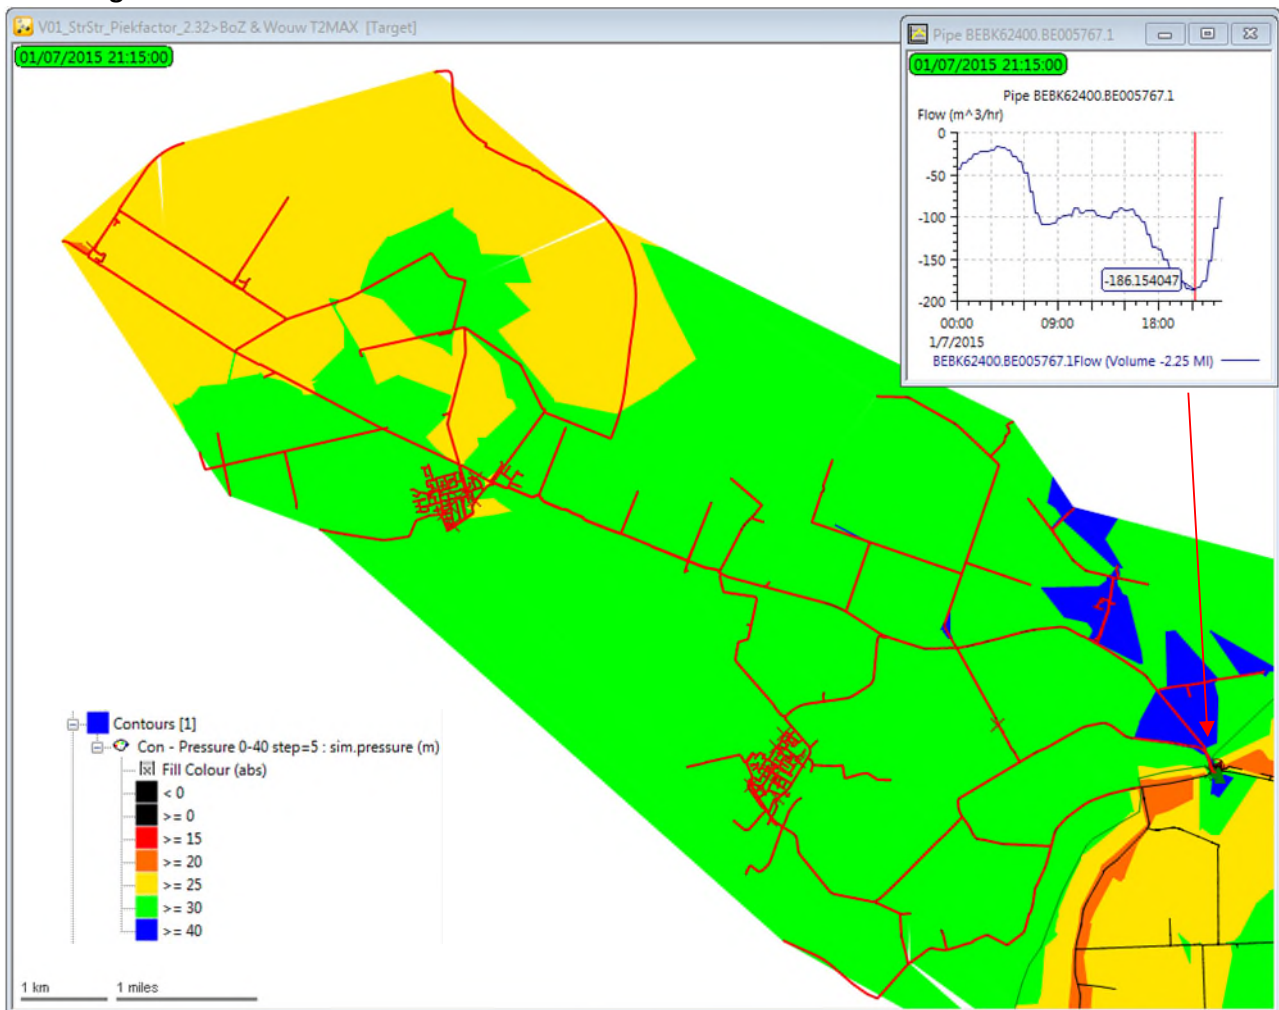 V01_StrStr_Piekfactor_2.32>BoZ & Wouw T2MAX [Target]
01/07/2015 21:15:00
Pipe BEBK62400.BE005767.1
01/07/2015 21:15:00
Pipe BEBK62400.BE005767.1
Flow (m^3/hr)
0
-50
-100
-150
-186.154047
-200
00:00 09:00 18:00
1/7/2015
BEBK62400.BE005767.1Flow (Volume -2.25 Ml)
Contours [1]
Con - Pressure 0-40 step=5 : sim.pressure (m)
Fill Colour (abs)
< 0
>= 0
>= 15
>= 20
>= 25
>= 30
>= 40
1 km 1 miles